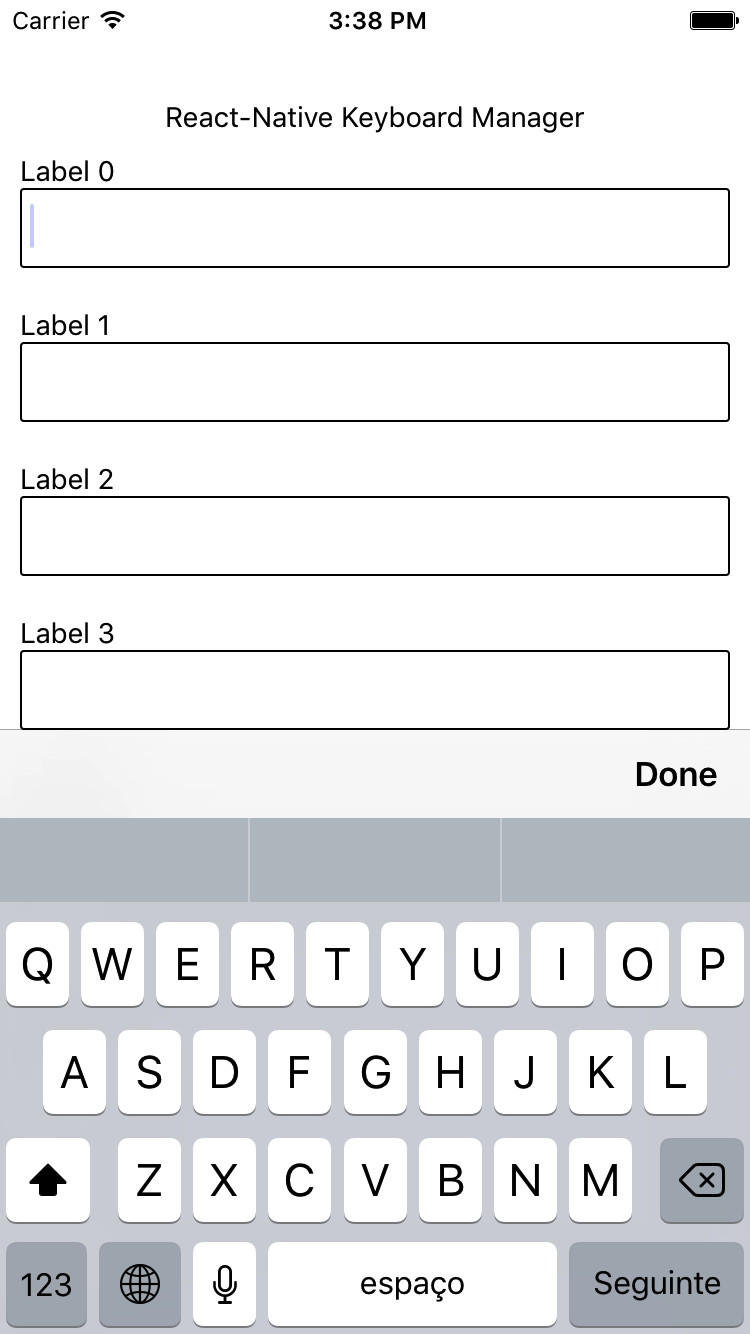 Carrier 3:38 PM
React-Native Keyboard Manager
Label 0
Label 1
Label 2
Label 3
Done
Q W E R T Y U I O P
A S D F G H J K L
Z X C V B N M
123 espaço Seguinte